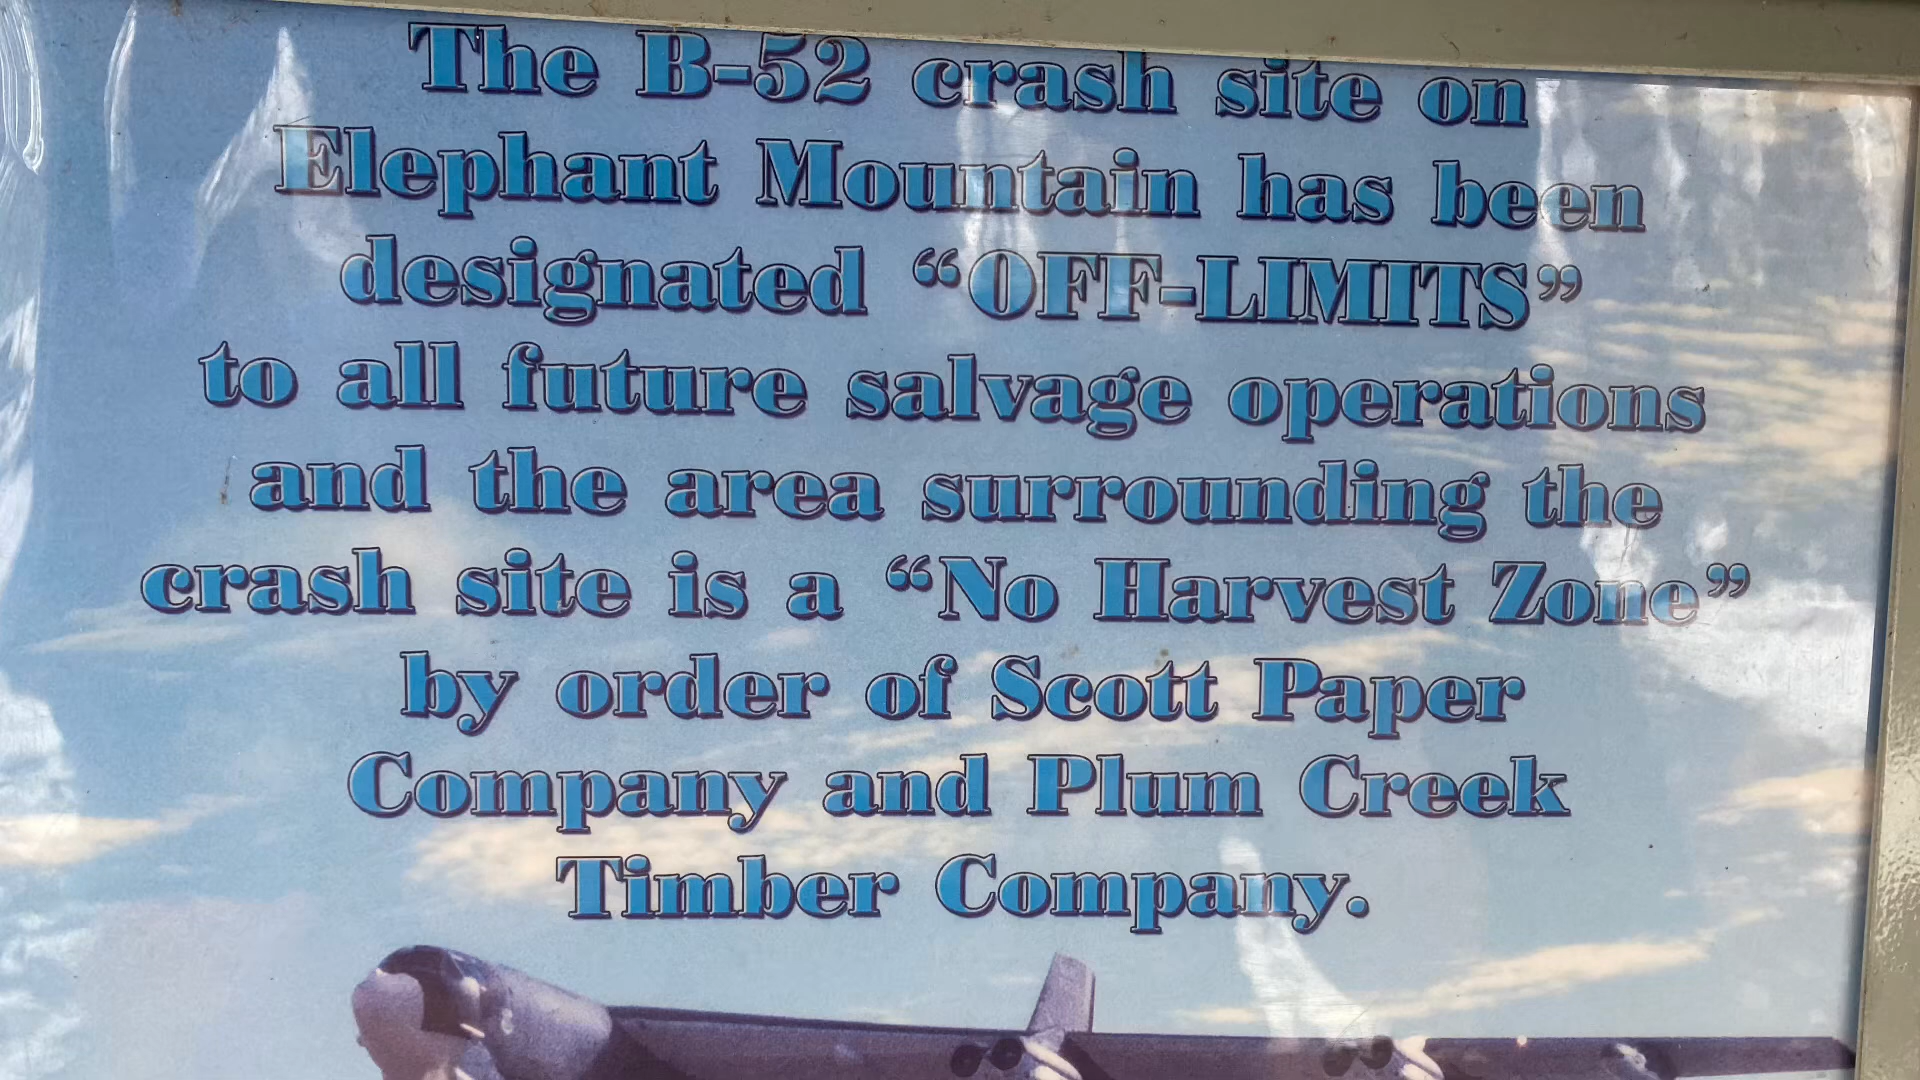 The B-52 crash site on
Elephant Mountain has been
designated “OFF-LIMITS”
to all future salvage operations
and the area surrounding the
crash site is a “No Harvest Zone”
by order of Scott Paper
Company and Plum Creek
Timber Company.